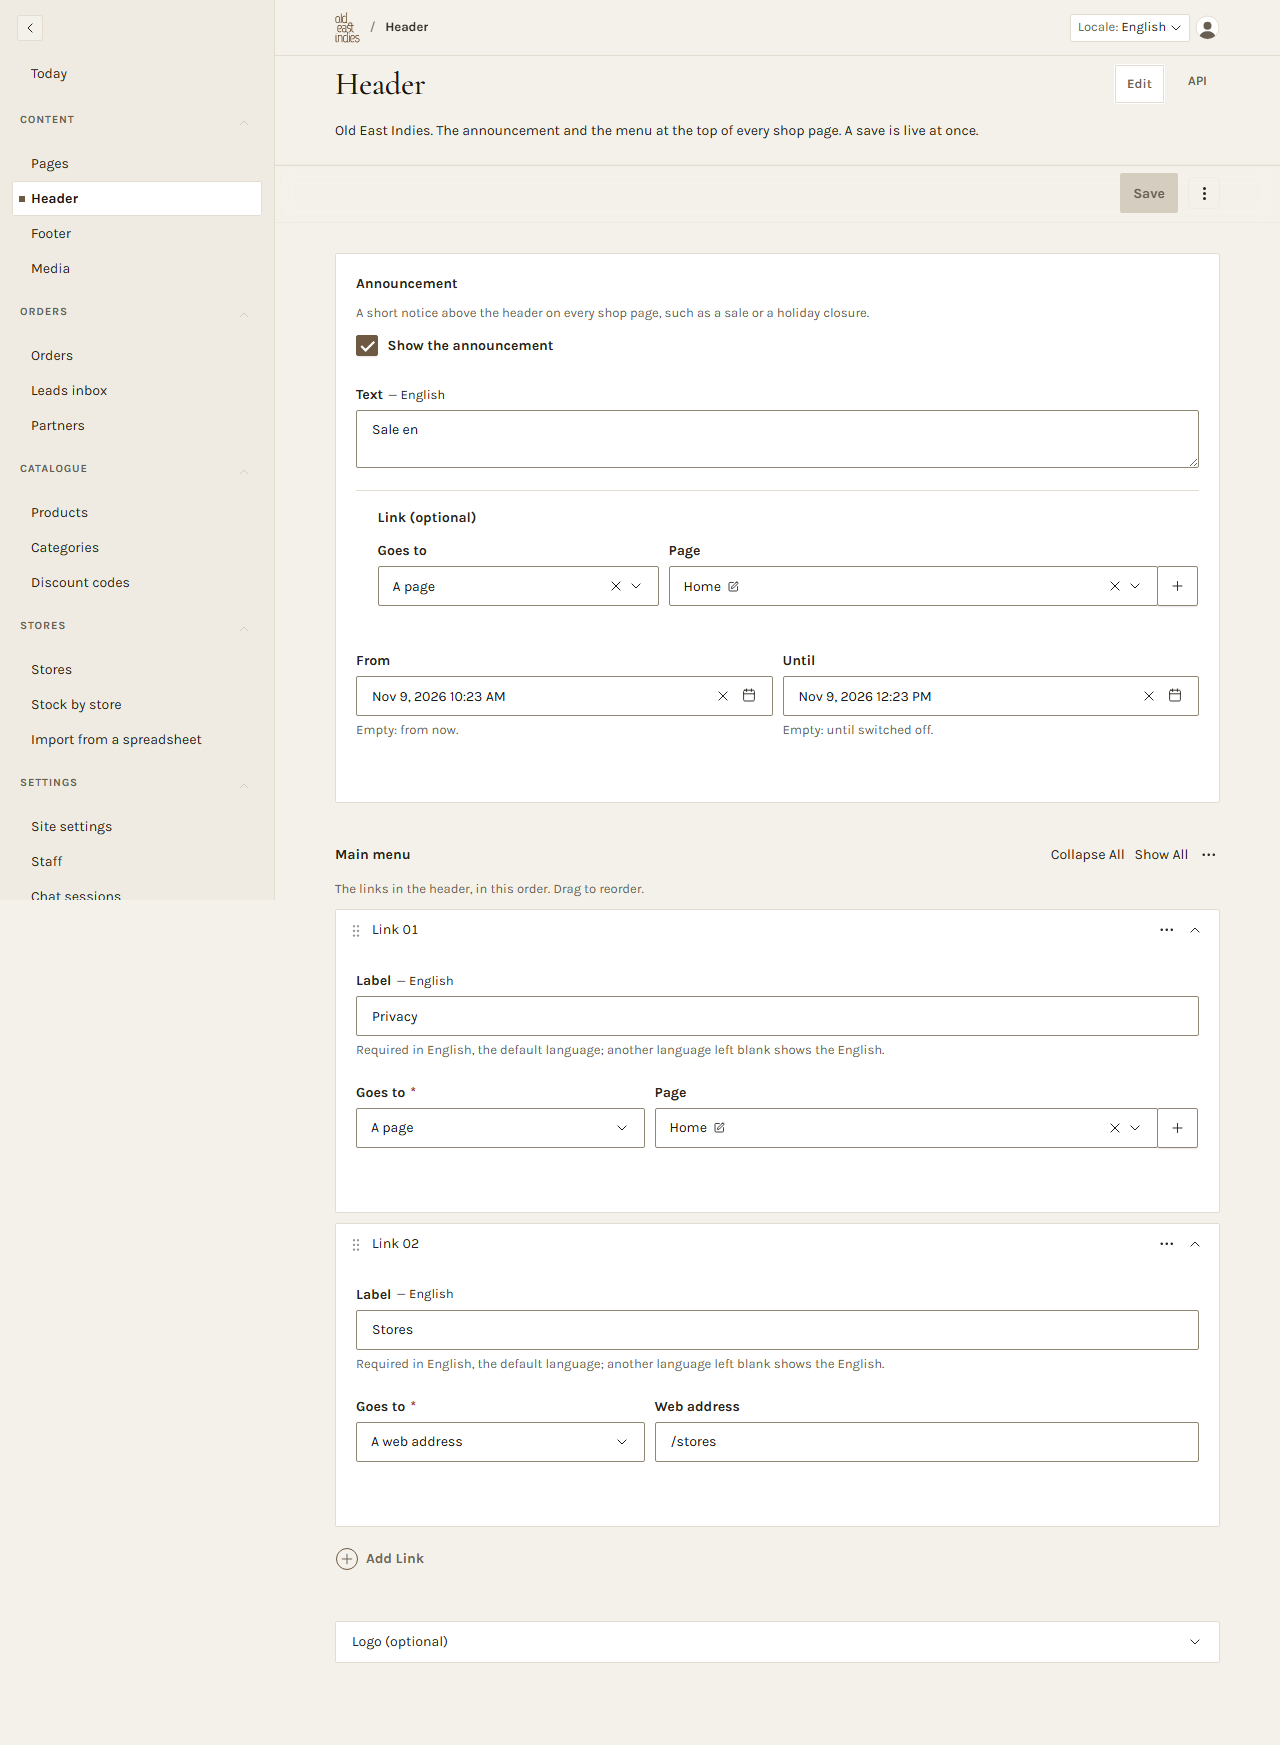 old
east
indies
/ Header
Locale: English
Today
CONTENT
Pages
Header
Footer
Media
ORDERS
Orders
Leads inbox
Partners
CATALOGUE
Products
Categories
Discount codes
STORES
Stores
Stock by store
Import from a spreadsheet
SETTINGS
Site settings
Staff
Chat sessions
Header
Edit
API
Old East Indies. The announcement and the menu at the top of every shop page. A save is live at once.
Save
Announcement
A short notice above the header on every shop page, such as a sale or a holiday closure.
Show the announcement
Text — English
Sale en
Link (optional)
Goes to Page
A page Home
From Until
Nov 9, 2026 10:23 AM Nov 9, 2026 12:23 PM
Empty: from now. Empty: until switched off.
Main menu Collapse All Show All
The links in the header, in this order. Drag to reorder.
Link 01
Label — English
Privacy
Required in English, the default language; another language left blank shows the English.
Goes to * Page
A page Home
Link 02
Label — English
Stores
Required in English, the default language; another language left blank shows the English.
Goes to * Web address
A web address /stores
Add Link
Logo (optional)